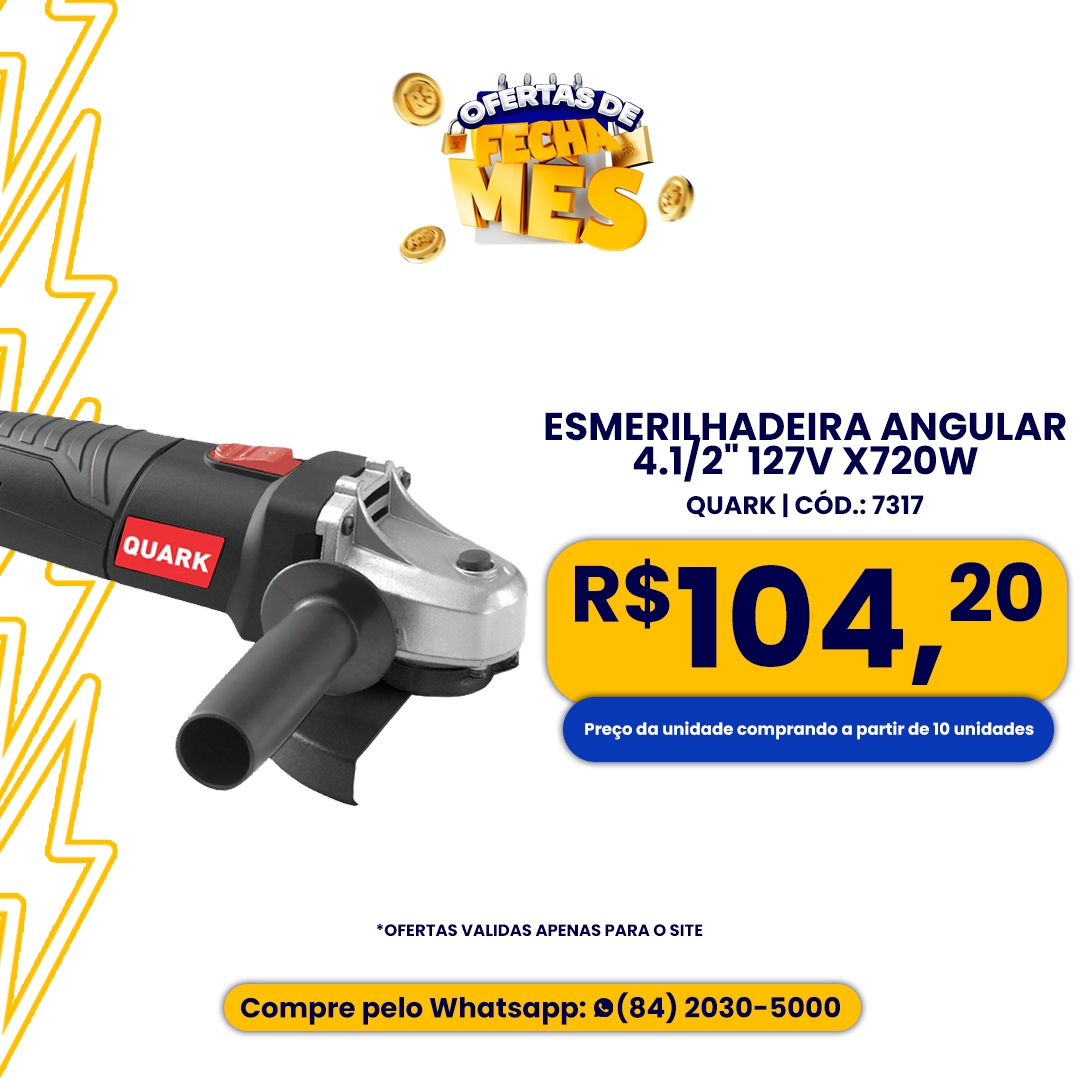 OFERTAS DE
FECHA
MES
QUARK
ESMERILHADEIRA ANGULAR
4.1/2" 127V X720W
QUARK | CÓD.: 7317
R$104,20
Preço da unidade comprando a partir de 10 unidades
*OFERTAS VALIDAS APENAS PARA O SITE
Compre pelo Whatsapp: (84) 2030-5000